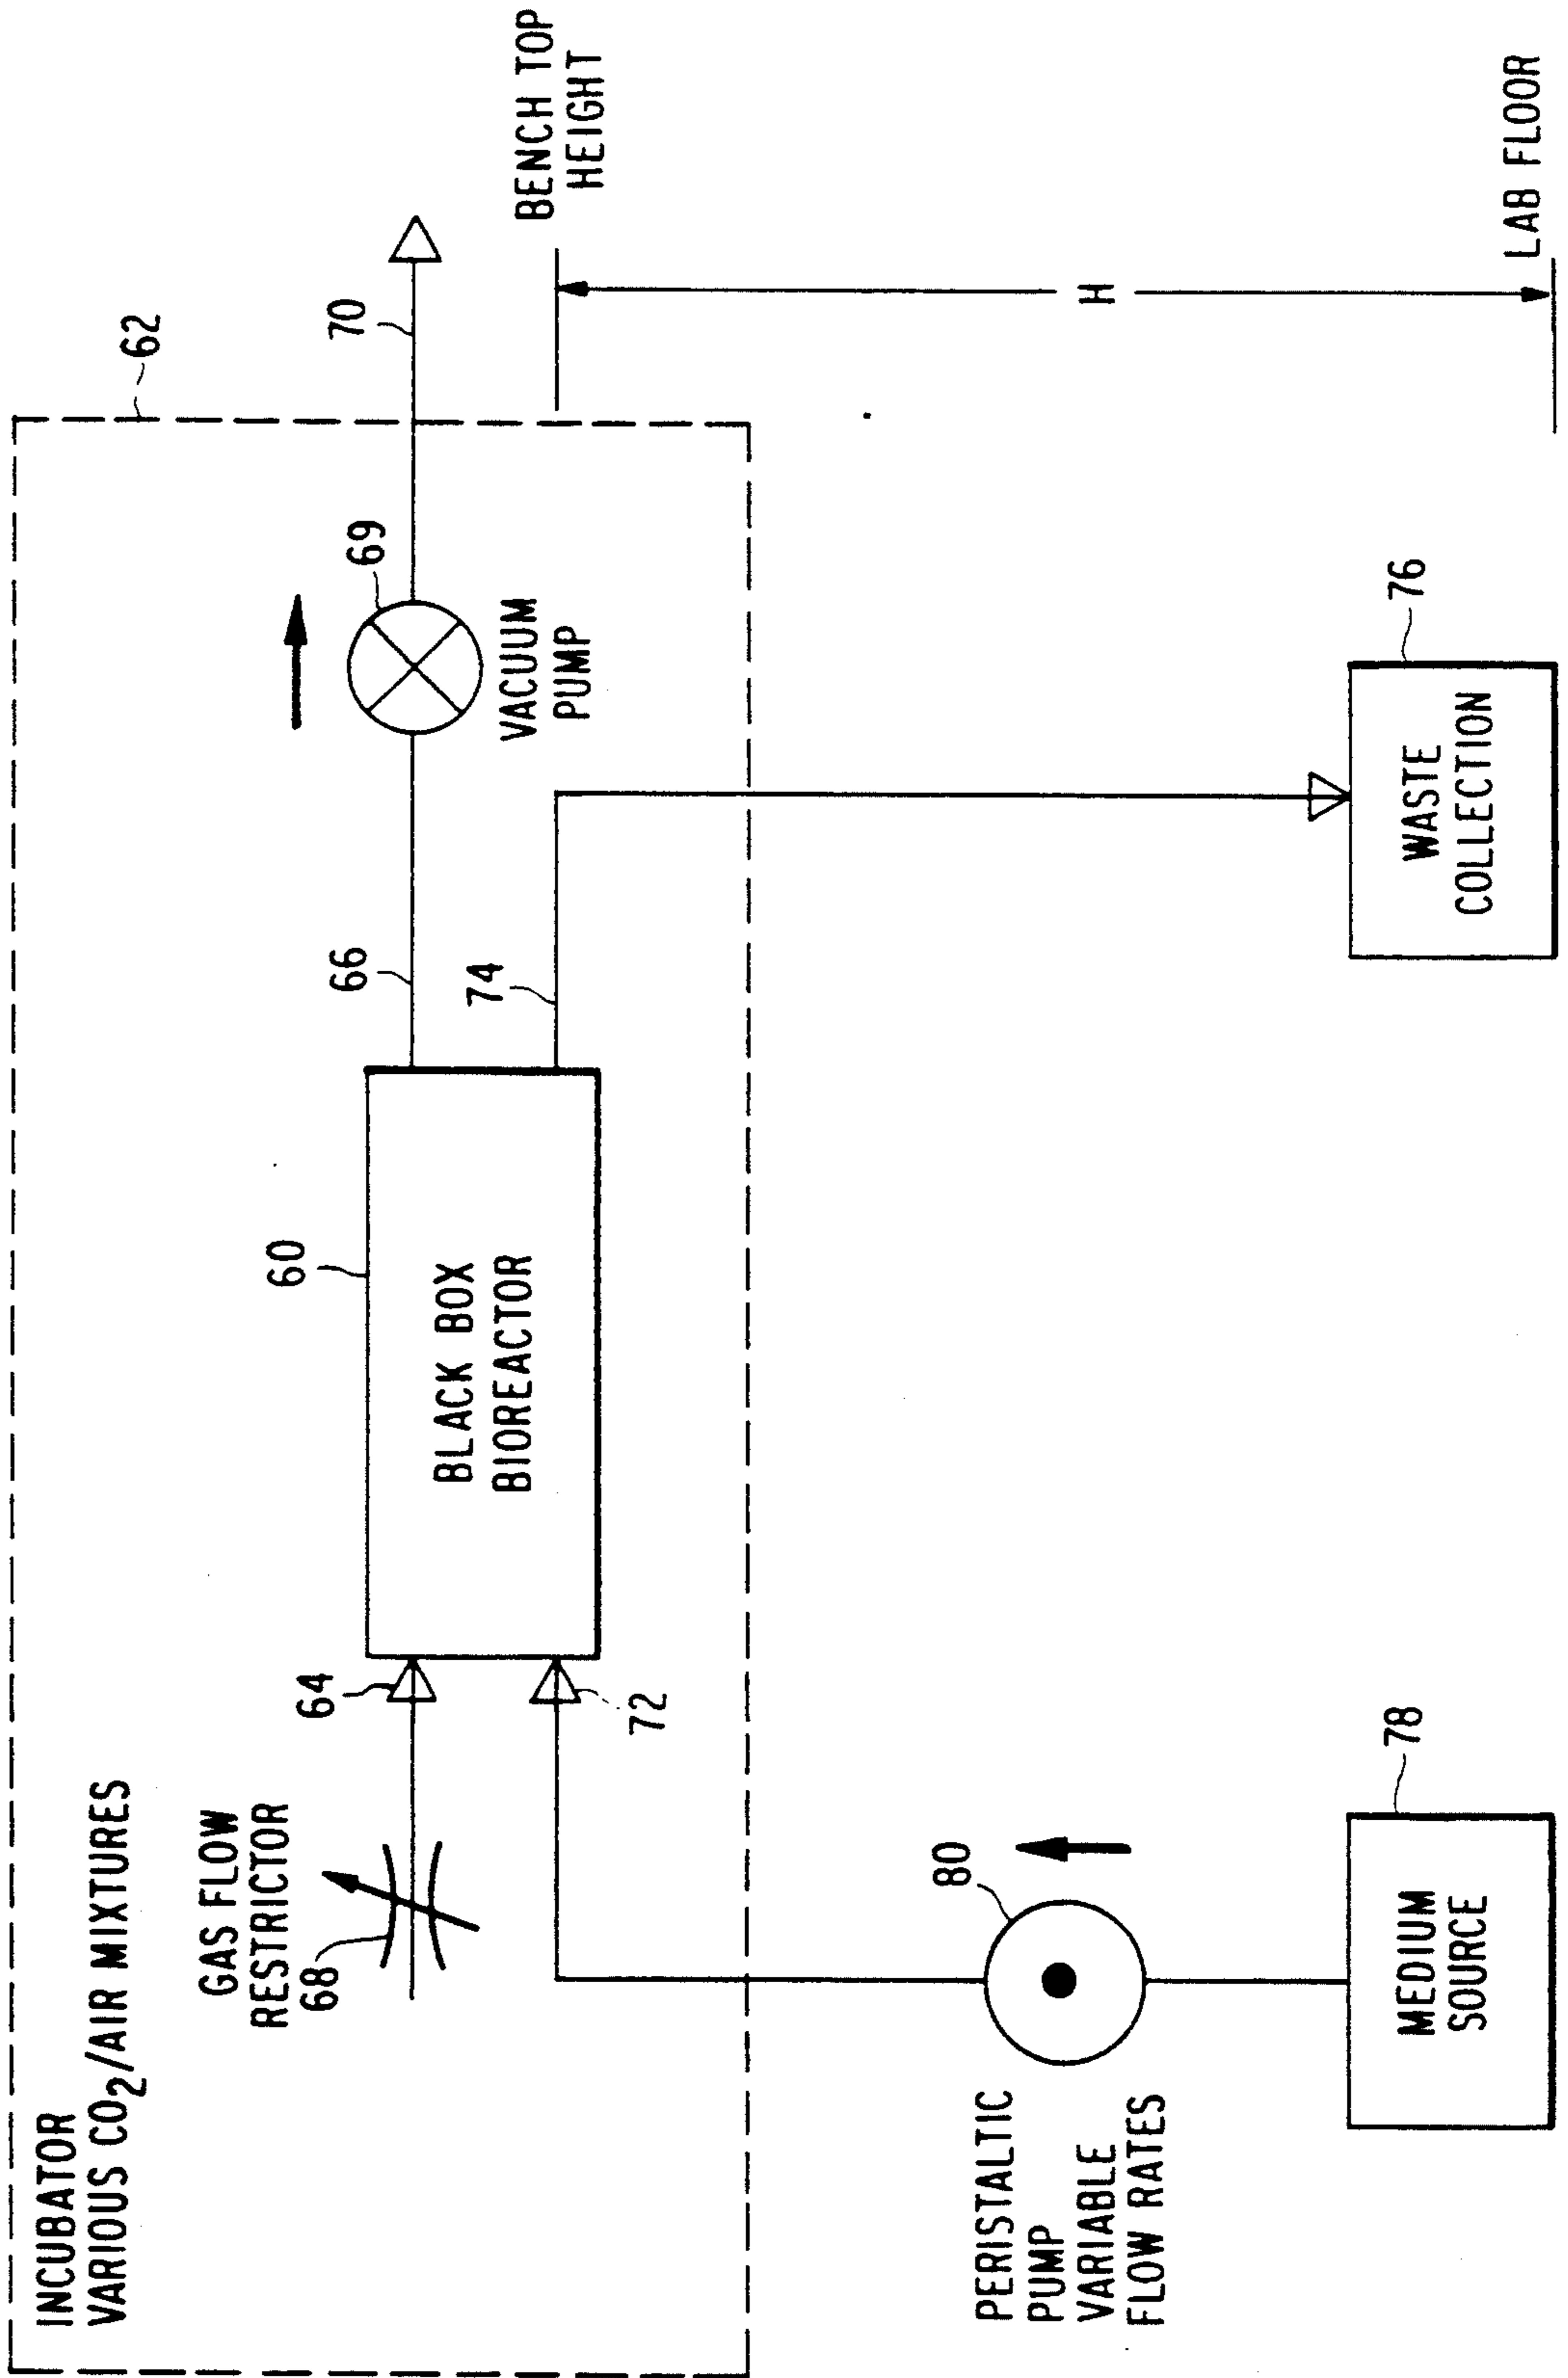 INCUBATOR
VARIOUS CO₂/AIR MIXTURES
62
GAS FLOW
RESTRICTOR
68
64
60
BLACK BOX
BIOREACTOR
72
66
74
69
VACUUM
PUMP
70
BENCH TOP
HEIGHT
H
LAB FLOOR
PERISTALTIC
PUMP
VARIABLE
FLOW RATES
80
MEDIUM
SOURCE
78
WASTE
COLLECTION
76